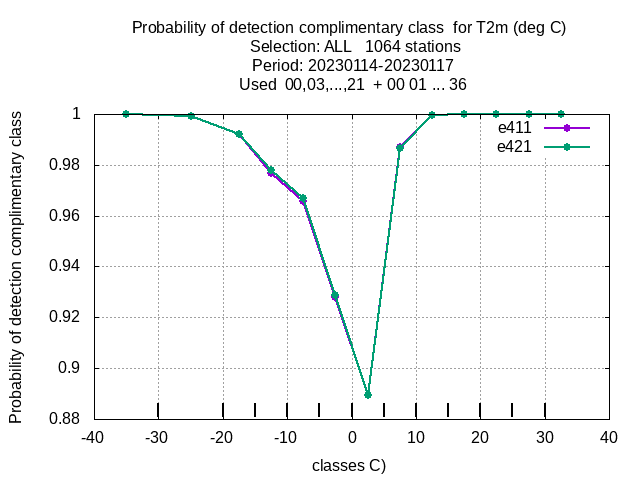 Probability of detection complimentary class  for T2m (deg C)
Selection: ALL   1064 stations
Period: 20230114-20230117
Used  00,03,...,21  + 00 01 ... 36
Probability of detection complimentary class
1
0.98
0.96
0.94
0.92
0.9
0.88
e411
e421
-40 -30 -20 -10 0 10 20 30 40
classes C)